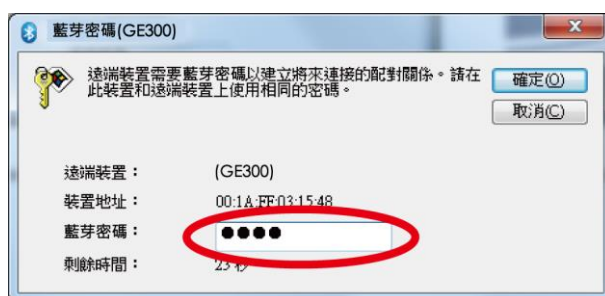 藍芽密碼(GE300)
遠端裝置需要藍芽密碼以建立將來連接的配對關係。請在
此裝置和遠端裝置上使用相同的密碼。
確定(O)
取消(C)
遠端裝置： (GE300)
裝置地址： 00:1A:FF:03:15:48
藍芽密碼： ●●●●
剩餘時間： 23 秒